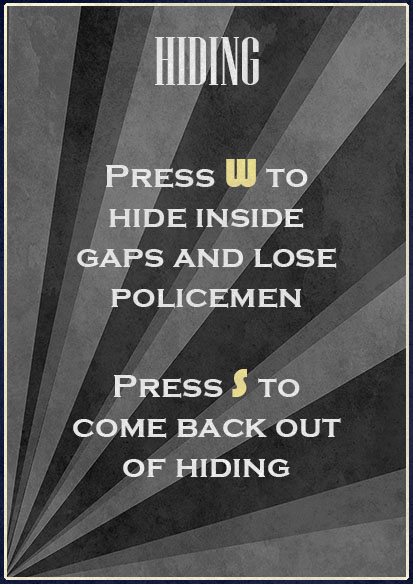 HIDING
PRESS W TO
HIDE INSIDE
GAPS AND LOSE
POLICEMEN
PRESS S TO
COME BACK OUT
OF HIDING